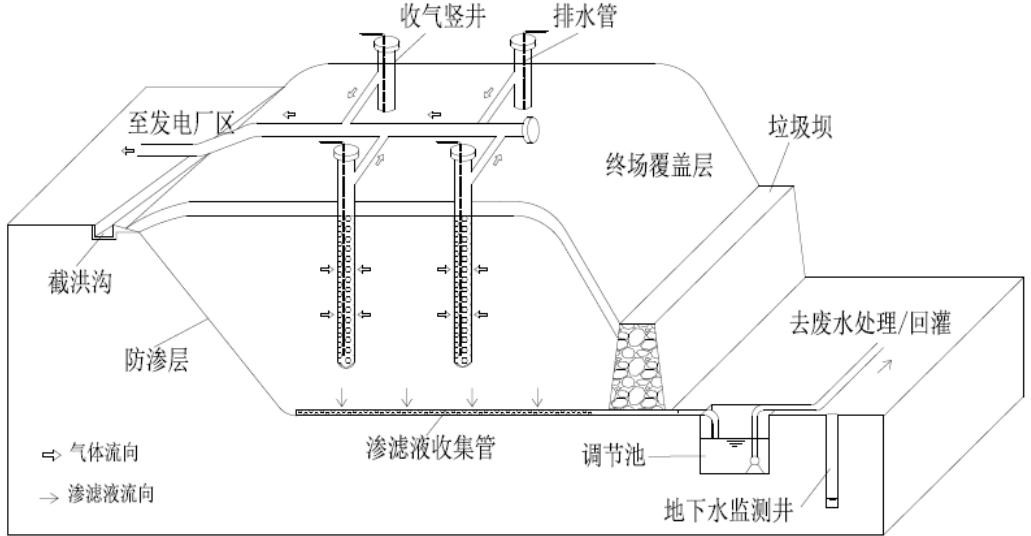 收气竖井
排水管
至发电厂区
垃圾坝
终场覆盖层
截洪沟
去废水处理/回灌
防渗层
渗滤液收集管
调节池
气体流向
渗滤液流向
地下水监测井